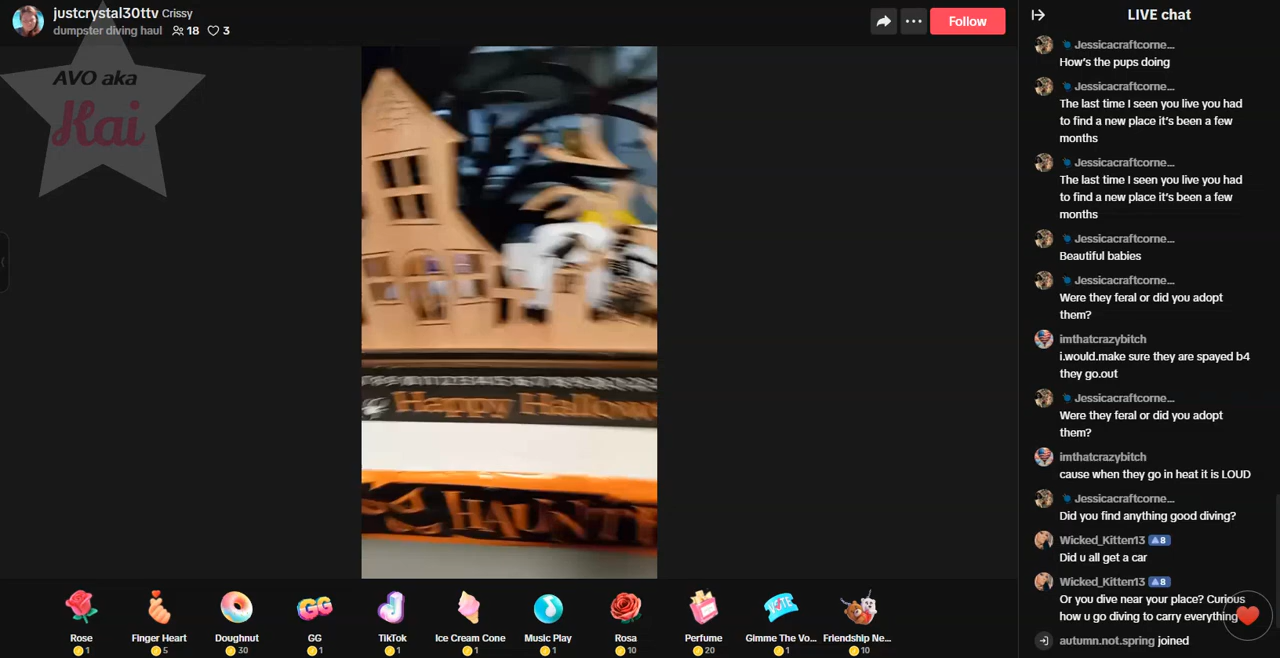 justcrystal30ttv Crissy
dumpster diving haul 18 3
Follow
AVO aka
Kai
Happy Hallow
HAUNT
Rose
1
Finger Heart
5
Doughnut
30
GG
1
TikTok
1
Ice Cream Cone
1
Music Play
1
Rosa
10
Perfume
20
Gimme The Vo...
1
Friendship Ne...
10
LIVE chat
Jessicacraftcorne...
How's the pups doing
Jessicacraftcorne...
The last time I seen you live you had
to find a new place it's been a few
months
Jessicacraftcorne...
The last time I seen you live you had
to find a new place it's been a few
months
Jessicacraftcorne...
Beautiful babies
Jessicacraftcorne...
Were they feral or did you adopt
them?
imthatcrazybitch
i.would.make sure they are spayed b4
they go.out
Jessicacraftcorne...
Were they feral or did you adopt
them?
imthatcrazybitch
cause when they go in heat it is LOUD
Jessicacraftcorne...
Did you find anything good diving?
Wicked_Kitten13 8
Did u all get a car
Wicked_Kitten13 8
Or you dive near your place? Curious
how u go diving to carry everything
autumn.not.spring joined